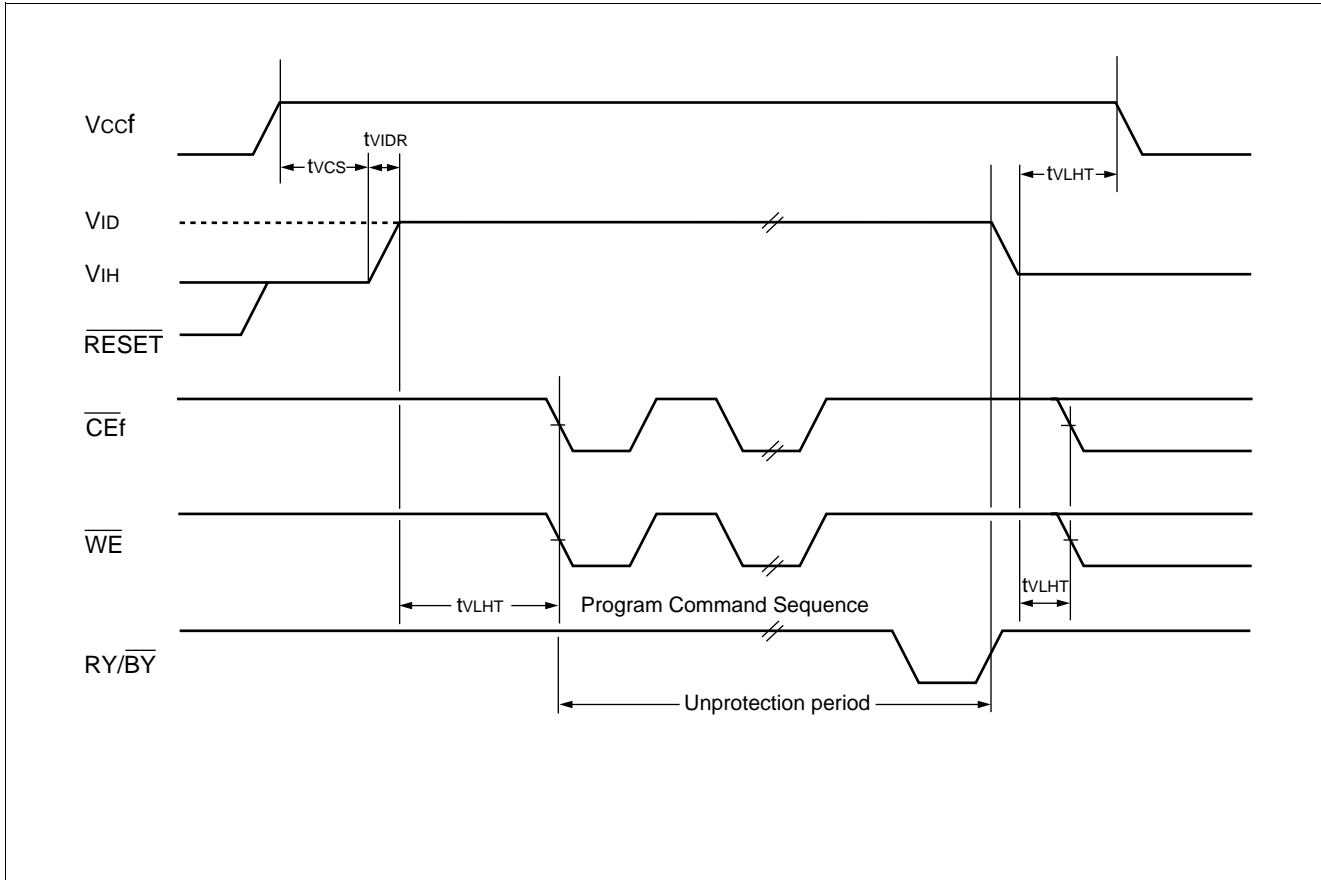 Vccf
tVIDR
tVCS
tVLHT
VID
VIH
RESET
CEf
WE
tVLHT
Program Command Sequence
tVLHT
RY/BY
Unprotection period